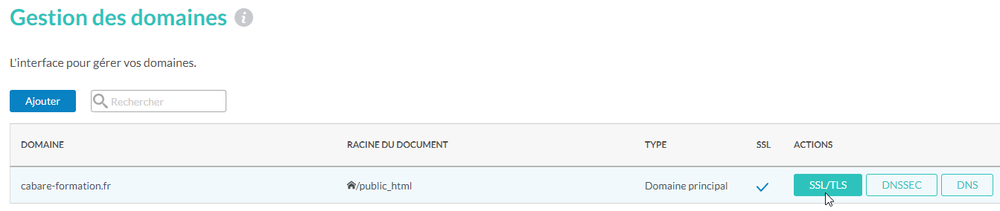 Gestion des domaines i
L'interface pour gérer vos domaines.
Ajouter Rechercher
DOMAINE RACINE DU DOCUMENT TYPE SSL ACTIONS
cabare-formation.fr /public_html Domaine principal SSL/TLS DNSSEC DNS